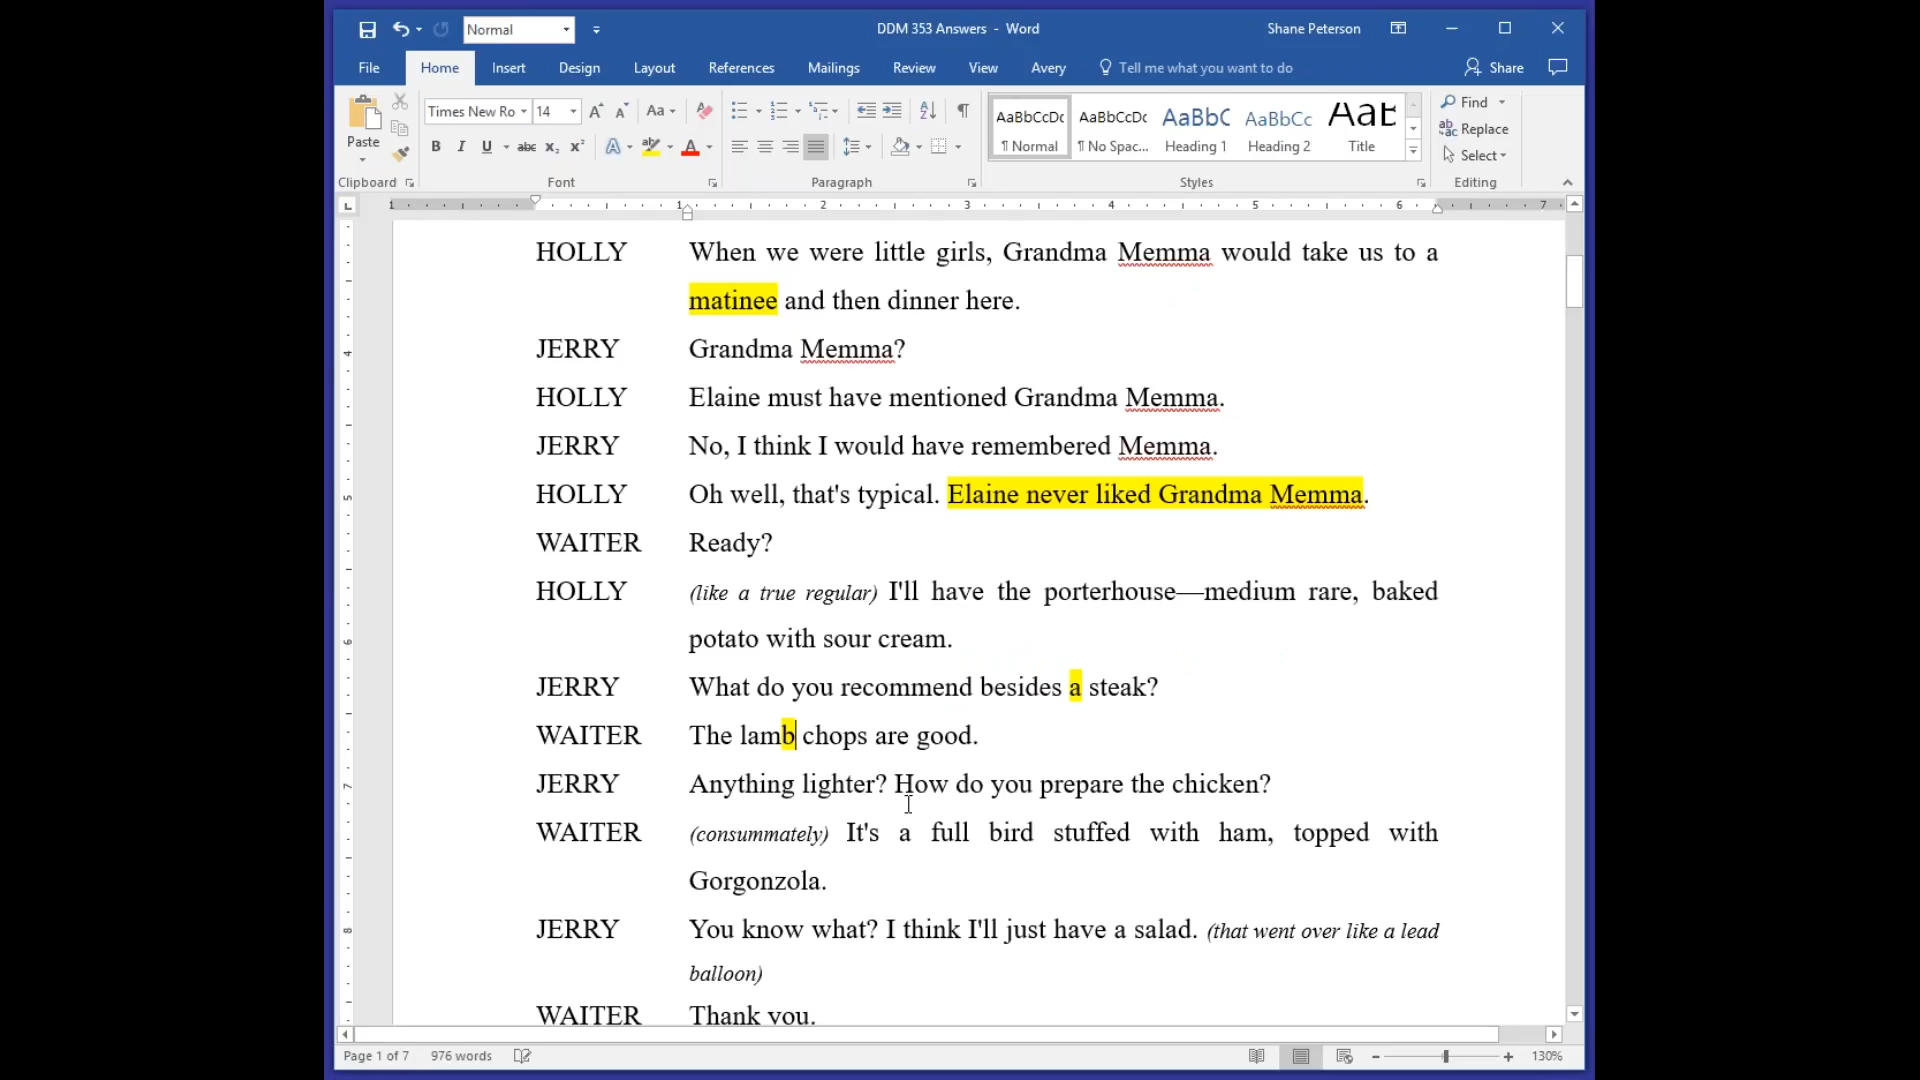 Normal
DDM 353 Answers - Word
Shane Peterson
File Home Insert Design Layout References Mailings Review View Avery Tell me what you want to do Share
Paste
Times New Ro 14
AaBbCcDc AaBbCcDc AaBbC AaBbCc AaB
¶ Normal ¶ No Spac... Heading 1 Heading 2 Title
Find
Replace
Select
Clipboard Font Paragraph Styles Editing
1 1 2 3 4 5 6 7
HOLLY When we were little girls, Grandma Memma would take us to a
matinee and then dinner here.
JERRY Grandma Memma?
HOLLY Elaine must have mentioned Grandma Memma.
JERRY No, I think I would have remembered Memma.
HOLLY Oh well, that's typical. Elaine never liked Grandma Memma.
WAITER Ready?
HOLLY (like a true regular) I'll have the porterhouse—medium rare, baked
potato with sour cream.
JERRY What do you recommend besides a steak?
WAITER The lamb chops are good.
JERRY Anything lighter? How do you prepare the chicken?
WAITER (consummately) It's a full bird stuffed with ham, topped with
Gorgonzola.
JERRY You know what? I think I'll just have a salad. (that went over like a lead
balloon)
WAITER Thank you.
Page 1 of 7 976 words 130%